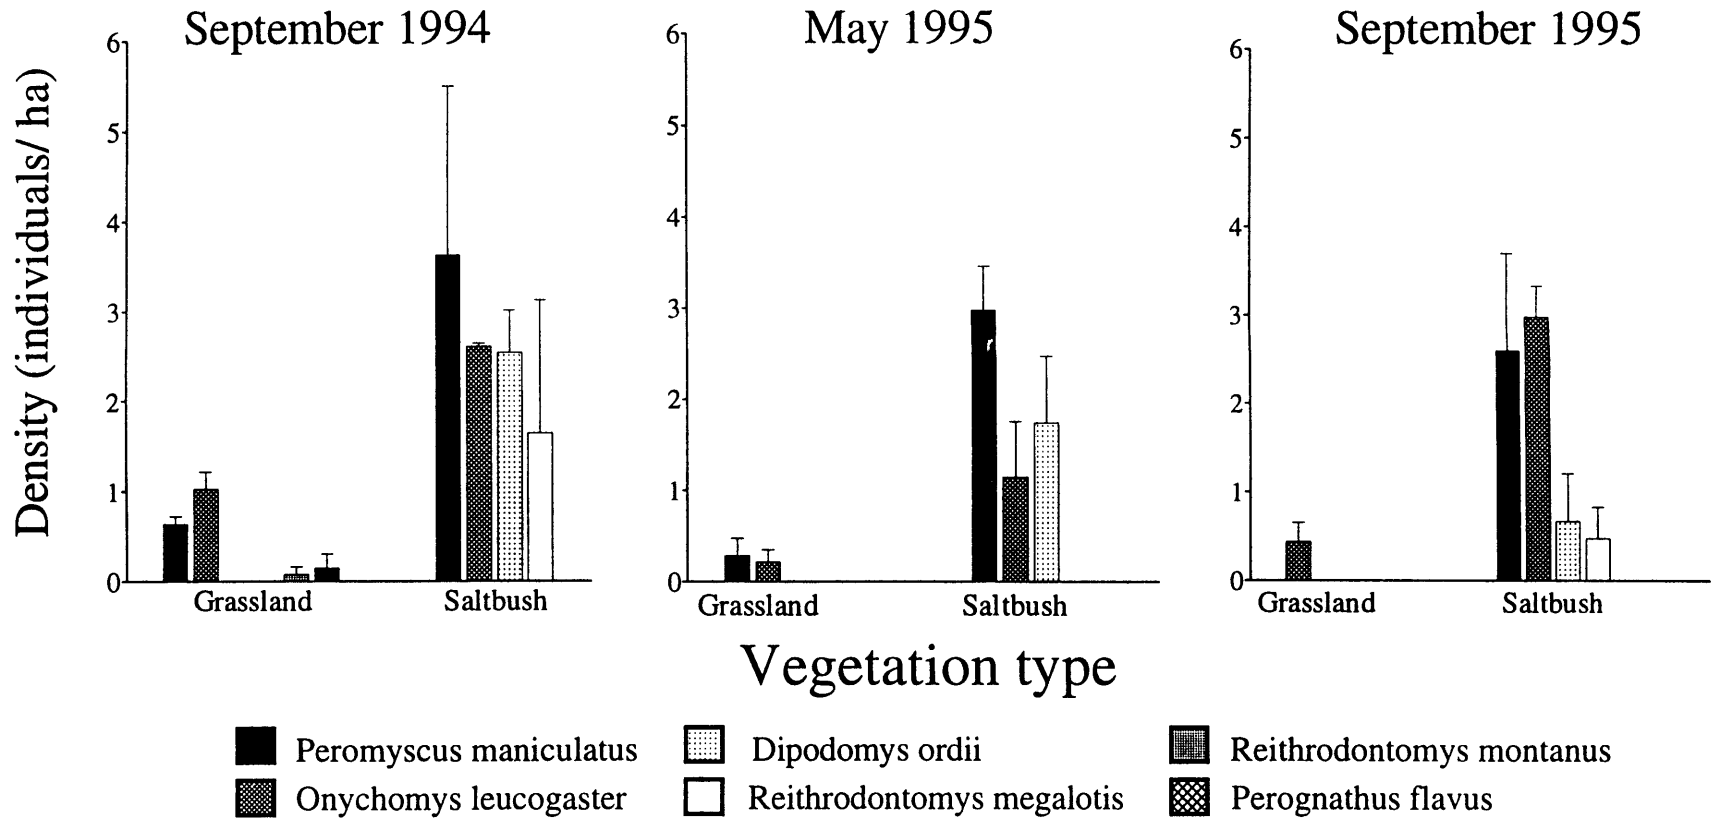 September 1994
May 1995
September 1995
Density (individuals/ ha)
6
5
4
3
2
1
0
Grassland
Saltbush
6
5
4
3
2
1
0
Grassland
Saltbush
6
5
4
3
2
1
0
Grassland
Saltbush
Vegetation type
Peromyscus maniculatus
Dipodomys ordii
Reithrodontomys montanus
Onychomys leucogaster
Reithrodontomys megalotis
Perognathus flavus